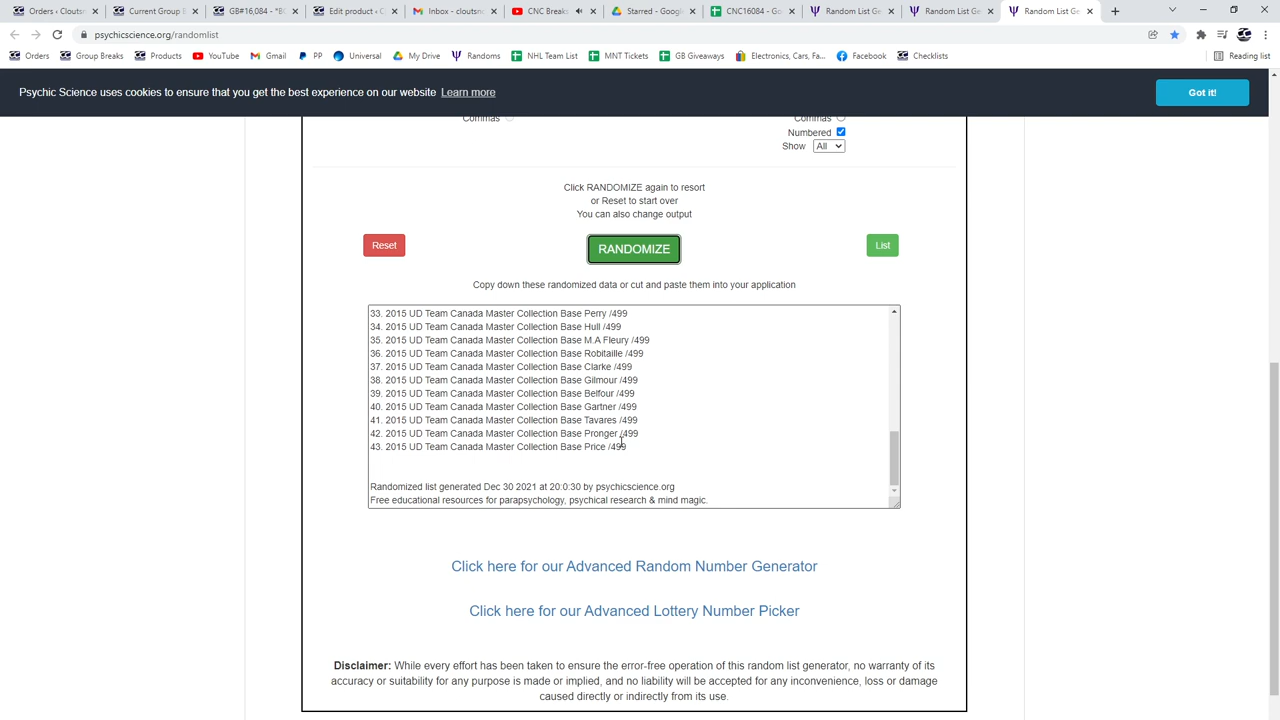 Orders · cloutsn
Current Group
GB#16,084 - *B
Edit product ‹ C
Inbox - cloutsno
CNC Breaks
Starred - Googl
CNC16084 - Go
Random List Ge
Random List Ge
Random List Ge
psychicscience.org/randomlist
Orders
Group Breaks
Products
YouTube
Gmail
PP
Universal
My Drive
Randoms
NHL Team List
MNT Tickets
GB Giveaways
Electronics, Cars, Fa...
Facebook
Checklists
Reading list
Psychic Science uses cookies to ensure that you get the best experience on our website Learn more
Got it!
Commas
Commas
Numbered
Show All
Click RANDOMIZE again to resort
or Reset to start over
You can also change output
Reset
RANDOMIZE
List
Copy down these randomized data or cut and paste them into your application
33. 2015 UD Team Canada Master Collection Base Perry /499
34. 2015 UD Team Canada Master Collection Base Hull /499
35. 2015 UD Team Canada Master Collection Base M.A Fleury /499
36. 2015 UD Team Canada Master Collection Base Robitaille /499
37. 2015 UD Team Canada Master Collection Base Clarke /499
38. 2015 UD Team Canada Master Collection Base Gilmour /499
39. 2015 UD Team Canada Master Collection Base Belfour /499
40. 2015 UD Team Canada Master Collection Base Gartner /499
41. 2015 UD Team Canada Master Collection Base Tavares /499
42. 2015 UD Team Canada Master Collection Base Pronger /499
43. 2015 UD Team Canada Master Collection Base Price /499
Randomized list generated Dec 30 2021 at 20:0:30 by psychicscience.org
Free educational resources for parapsychology, psychical research & mind magic.
Click here for our Advanced Random Number Generator
Click here for our Advanced Lottery Number Picker
Disclaimer: While every effort has been taken to ensure the error-free operation of this random list generator, no warranty of its
accuracy or suitability for any purpose is made or implied, and no liability will be accepted for any inconvenience, loss or damage
caused directly or indirectly from its use.